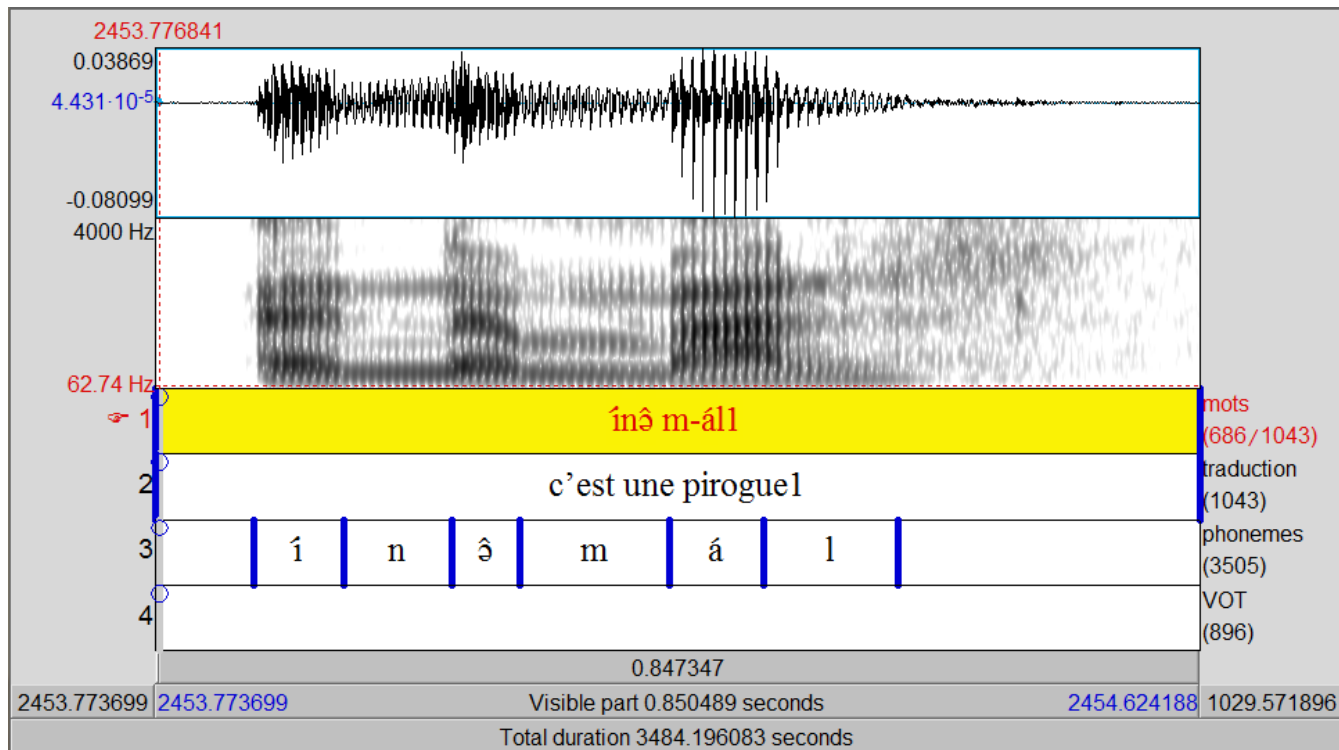 2453.776841
0.03869
4.431·10⁻⁵
-0.08099
4000 Hz
62.74 Hz
☞ 1 ı́nə̂ m-ál1 mots
(686/1043)
2 c’est une pirogue1 traduction
(1043)
3 ı́ n ə̂ m á l phonemes
(3505)
4 VOT
(896)
0.847347
2453.773699 2453.773699 Visible part 0.850489 seconds 2454.624188 1029.571896
Total duration 3484.196083 seconds